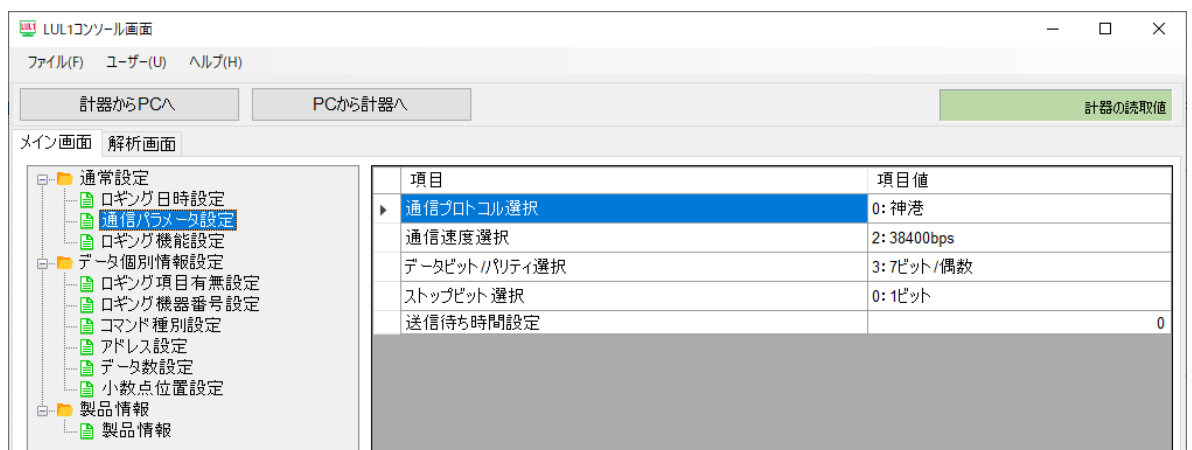 LUL1コンソール画面
ファイル(F) ユーザー(U) ヘルプ(H)
計器からPCへ PCから計器へ 計器の読取値
メイン画面 解析画面
通常設定
ロギング日時設定
通信パラメータ設定
ロギング機能設定
データ個別情報設定
ロギング項目有無設定
ロギング機器番号設定
コマンド種別設定
アドレス設定
データ数設定
小数点位置設定
製品情報
製品情報
項目 項目値
通信プロトコル選択 0:神港
通信速度選択 2:38400bps
データビット/パリティ選択 3:7ビット/偶数
ストップビット選択 0:1ビット
送信待ち時間設定 0